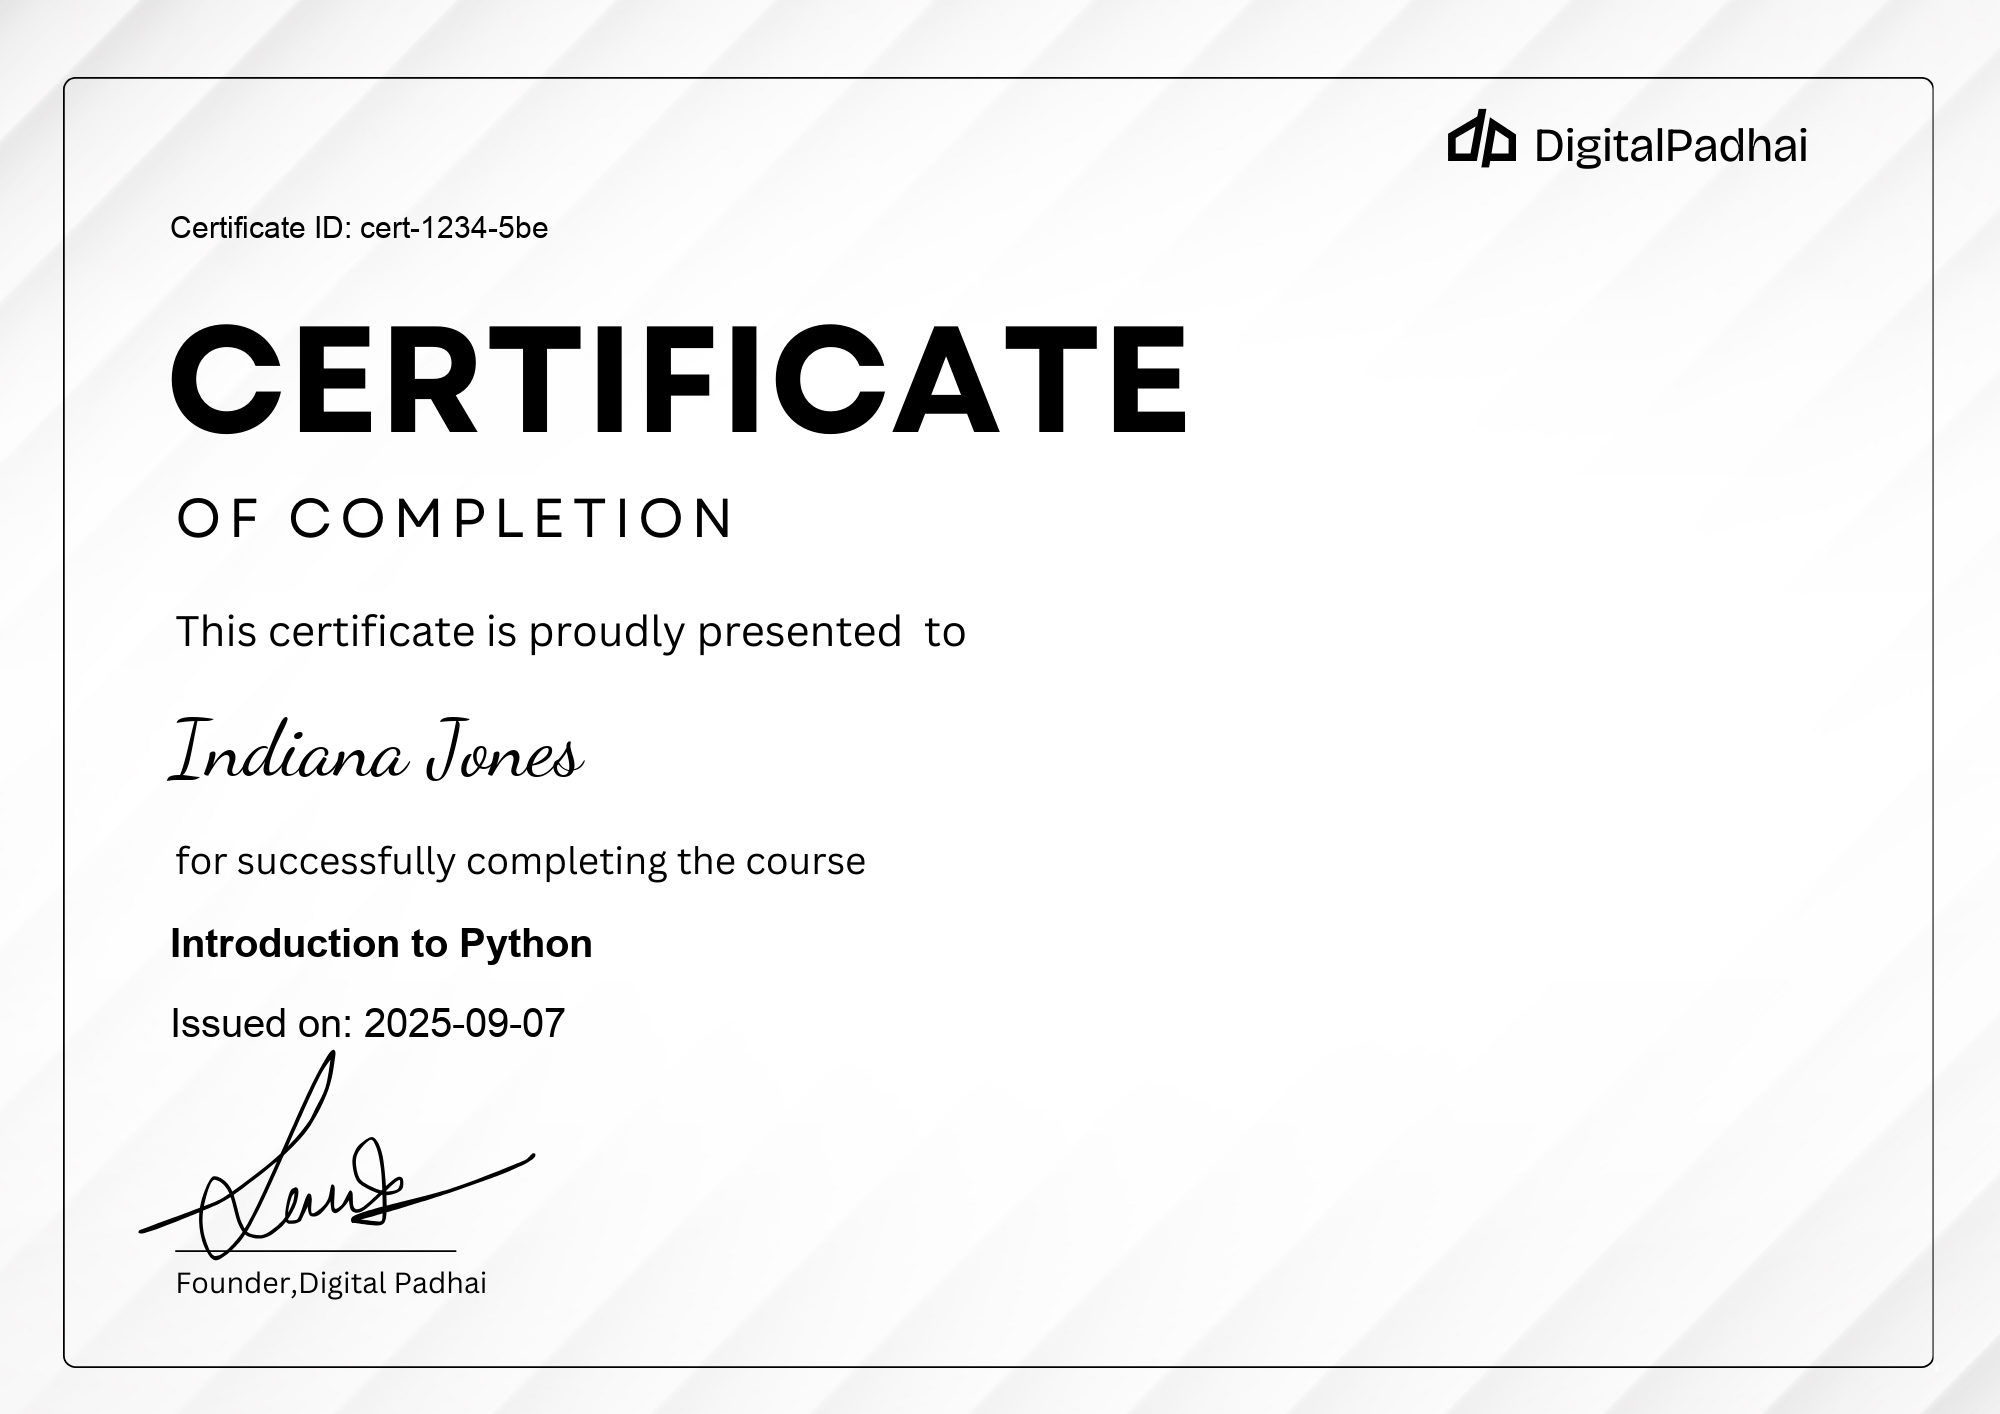 DigitalPadhai
Certificate ID: cert-1234-5be
CERTIFICATE
OF COMPLETION
This certificate is proudly presented to
Indiana Jones
for successfully completing the course
Introduction to Python
Issued on: 2025-09-07
Founder,Digital Padhai